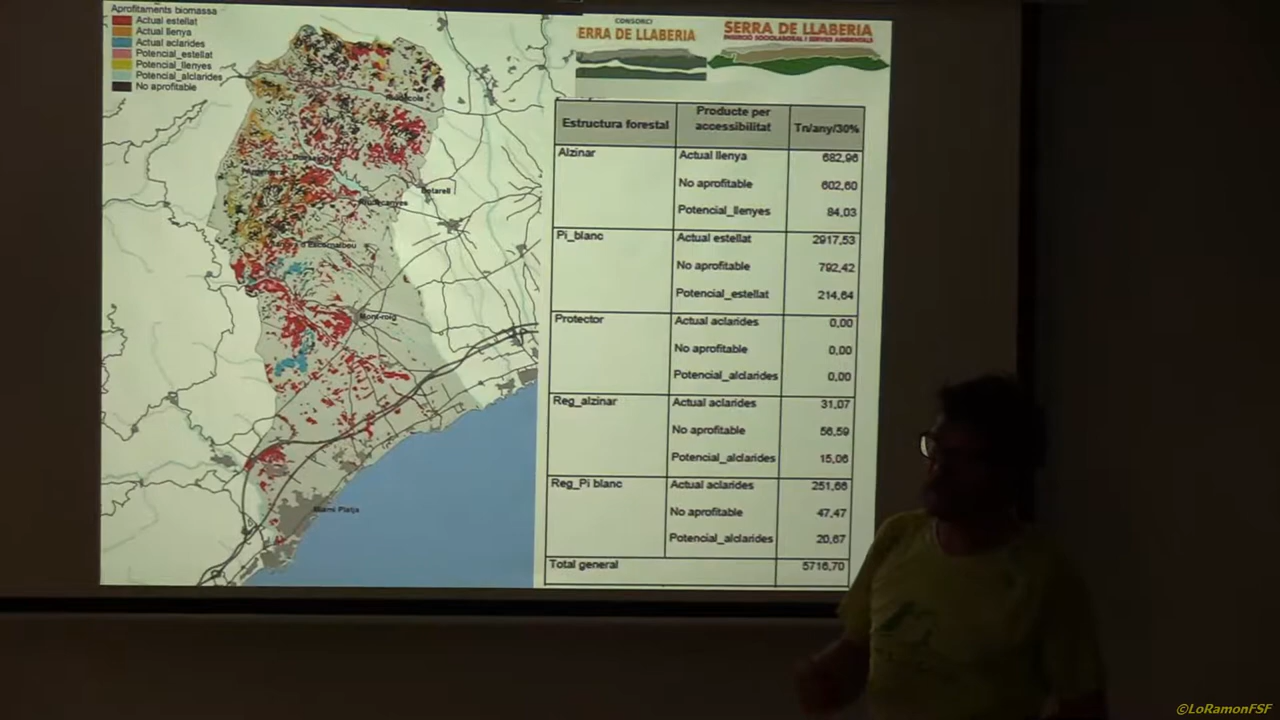 Aprofitaments biomassa
Actual estellat
Actual llenya
Actual aclarides
Potencial_estellat
Potencial_llenyes
Potencial_alclarides
No aprofitable
Botarell
Mont-roig
Miami Platja
CONSORCI
ERRA DE LLABERIA
SERRA DE LLABERIA
Estructura forestal
Producte per accessibilitat
Tn/any/30%
Alzinar
Actual llenya
682,96
No aprofitable
602,60
Potencial_llenyes
84,03
Pi_blanc
Actual estellat
2917,53
No aprofitable
792,42
Potencial_estellat
214,64
Protector
Actual aclarides
0,00
No aprofitable
0,00
Potencial_alclarides
0,00
Reg_alzinar
Actual aclarides
31,07
No aprofitable
56,59
Potencial_alclarides
15,06
Reg_Pi blanc
Actual aclarides
251,66
No aprofitable
47,47
Potencial_alclarides
20,67
Total general
5716,70
©LoRamonFSF